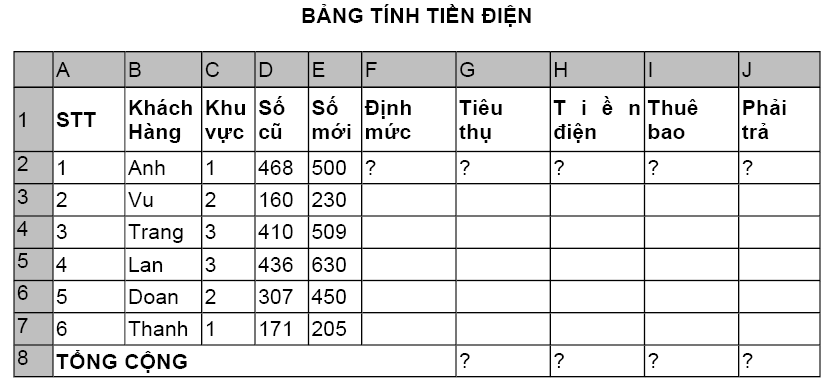 BẢNG TÍNH TIỀN ĐIỆN
A B C D E F G H I J
1 STT Khách Hàng Khu vực Số cũ Số mới Định mức Tiêu thụ T i ề n điện Thuê bao Phải trả
2 1 Anh 1 468 500 ? ? ? ? ?
3 2 Vu 2 160 230
4 3 Trang 3 410 509
5 4 Lan 3 436 630
6 5 Doan 2 307 450
7 6 Thanh 1 171 205
8 TỔNG CỘNG ? ? ? ?